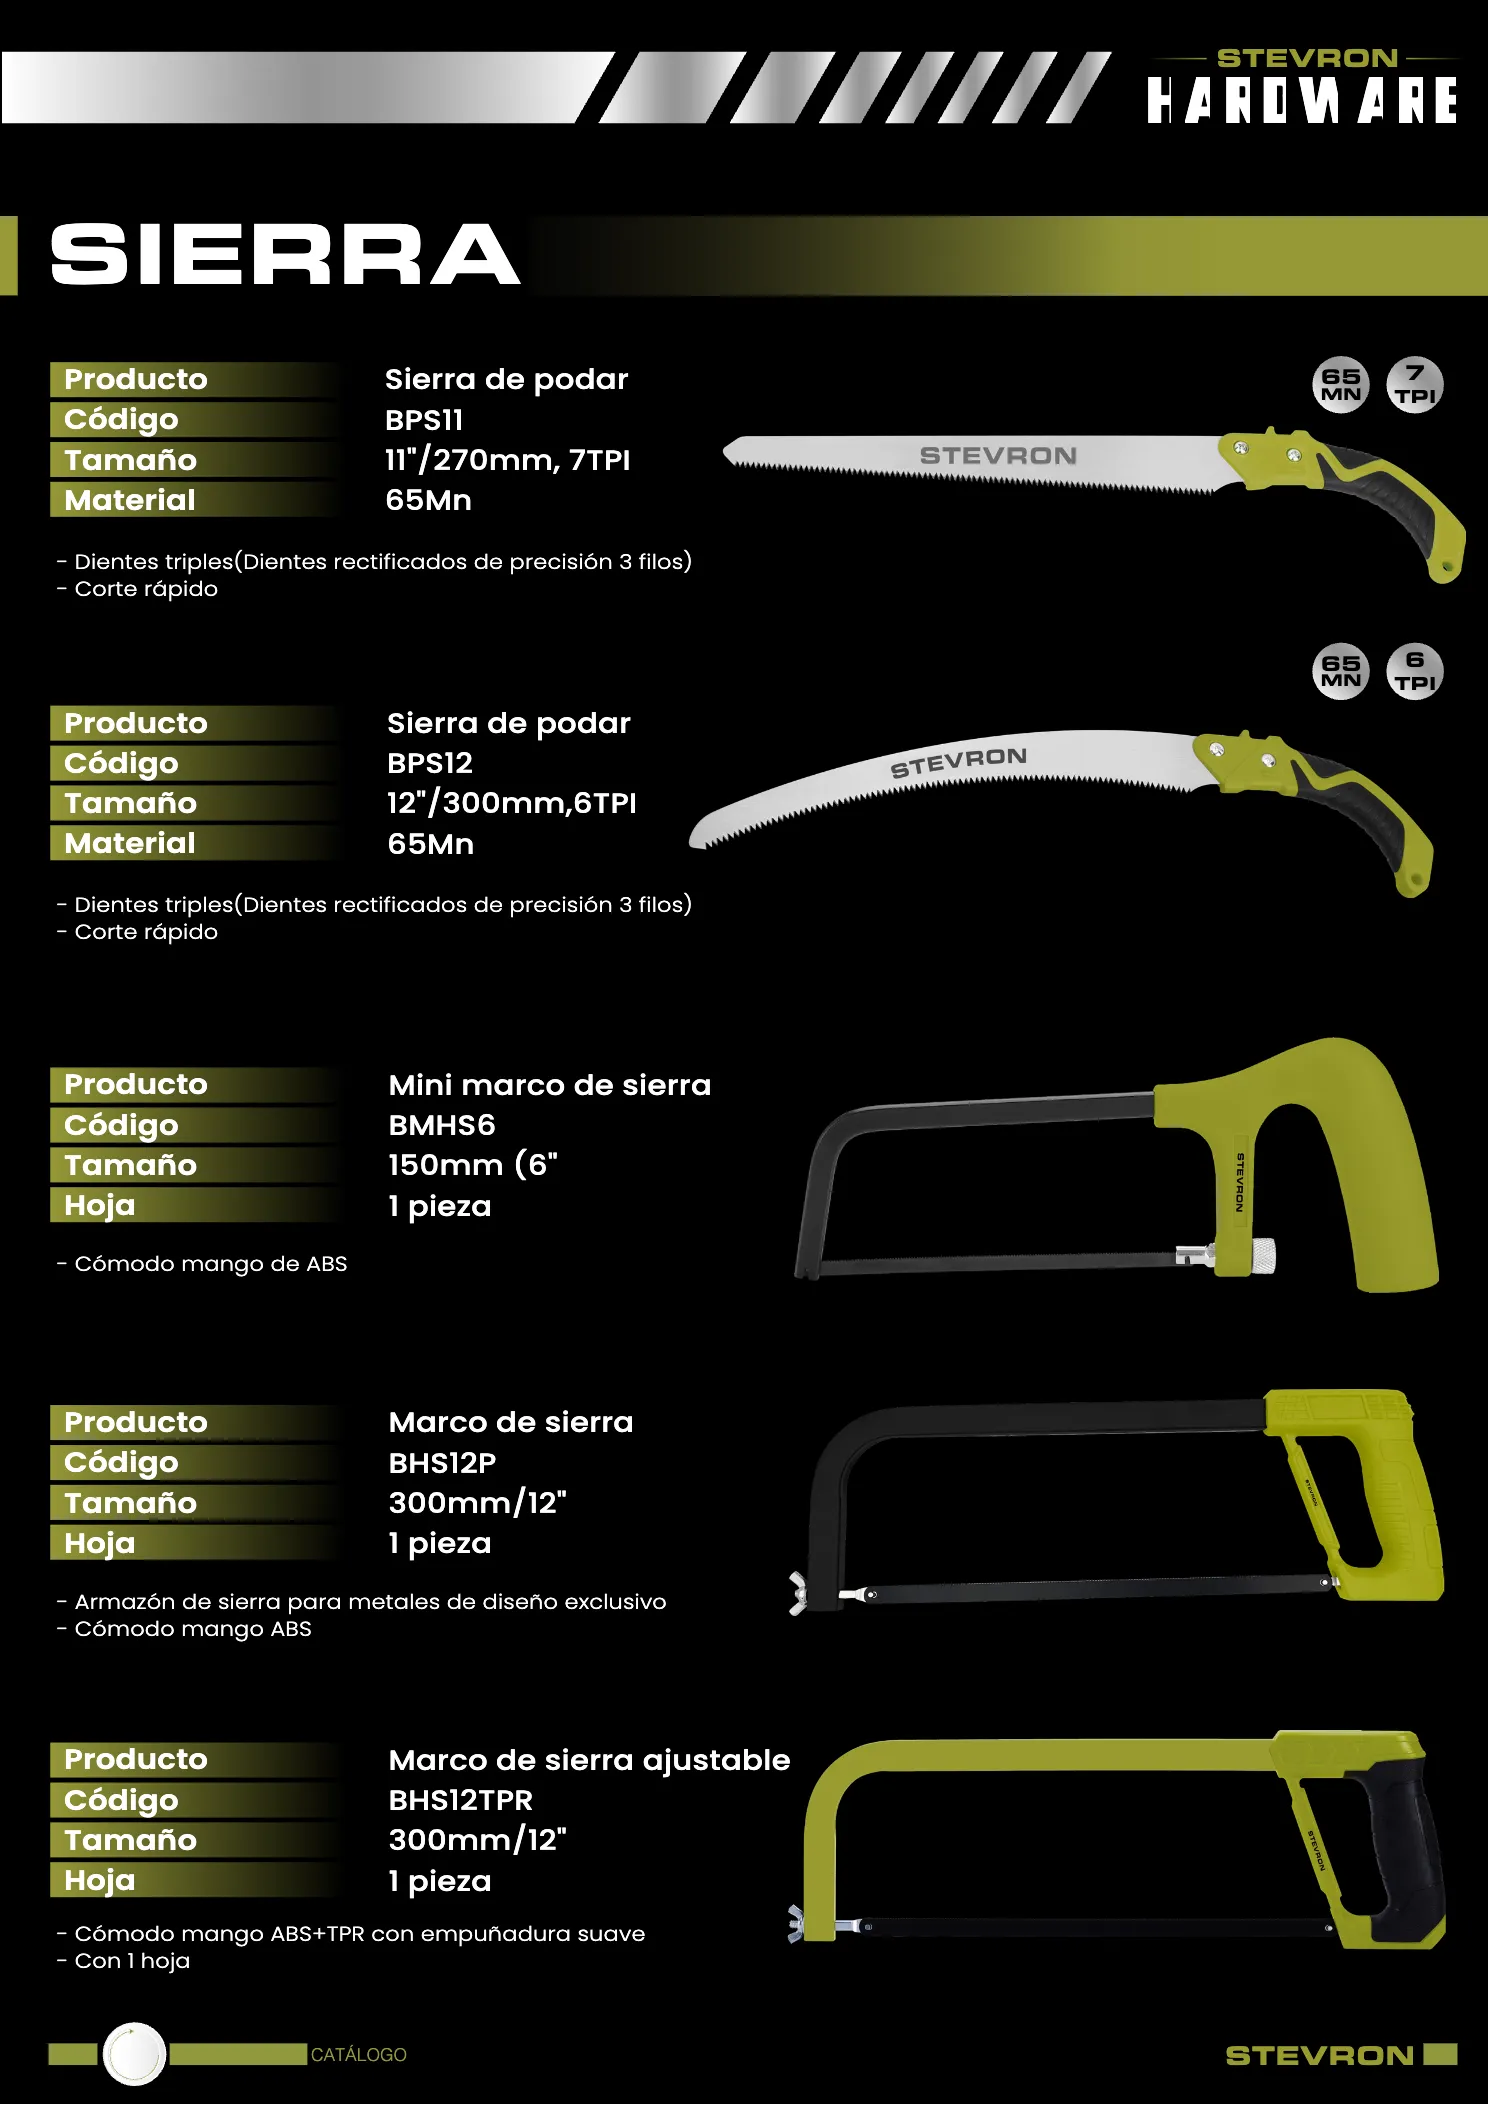 STEVRON
HARDWARE
SIERRA
Producto Sierra de podar
Código BPS11
Tamaño 11"/270mm, 7TPI
Material 65Mn
- Dientes triples(Dientes rectificados de precisión 3 filos)
- Corte rápido
65 MN
7 TPI
STEVRON
Producto Sierra de podar
Código BPS12
Tamaño 12"/300mm,6TPI
Material 65Mn
- Dientes triples(Dientes rectificados de precisión 3 filos)
- Corte rápido
65 MN
6 TPI
STEVRON
Producto Mini marco de sierra
Código BMHS6
Tamaño 150mm (6"
Hoja 1 pieza
- Cómodo mango de ABS
STEVRON
Producto Marco de sierra
Código BHS12P
Tamaño 300mm/12"
Hoja 1 pieza
- Armazón de sierra para metales de diseño exclusivo
- Cómodo mango ABS
STEVRON
Producto Marco de sierra ajustable
Código BHS12TPR
Tamaño 300mm/12"
Hoja 1 pieza
- Cómodo mango ABS+TPR con empuñadura suave
- Con 1 hoja
STEVRON
CATÁLOGO
STEVRON